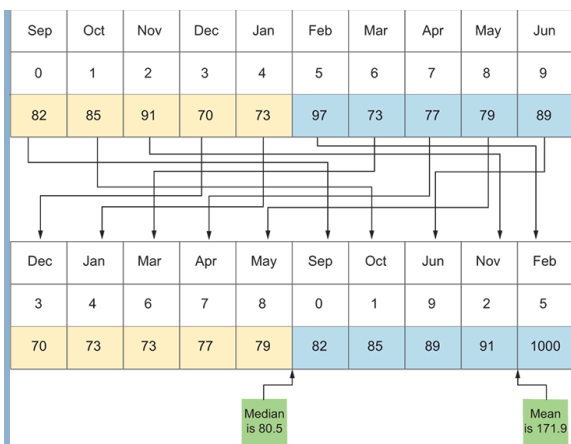 Sep Oct Nov Dec Jan Feb Mar Apr May Jun
0 1 2 3 4 5 6 7 8 9
82 85 91 70 73 97 73 77 79 89
Dec Jan Mar Apr May Sep Oct Jun Nov Feb
3 4 6 7 8 0 1 9 2 5
70 73 73 77 79 82 85 89 91 1000
Median
is 80.5
Mean
is 171.9